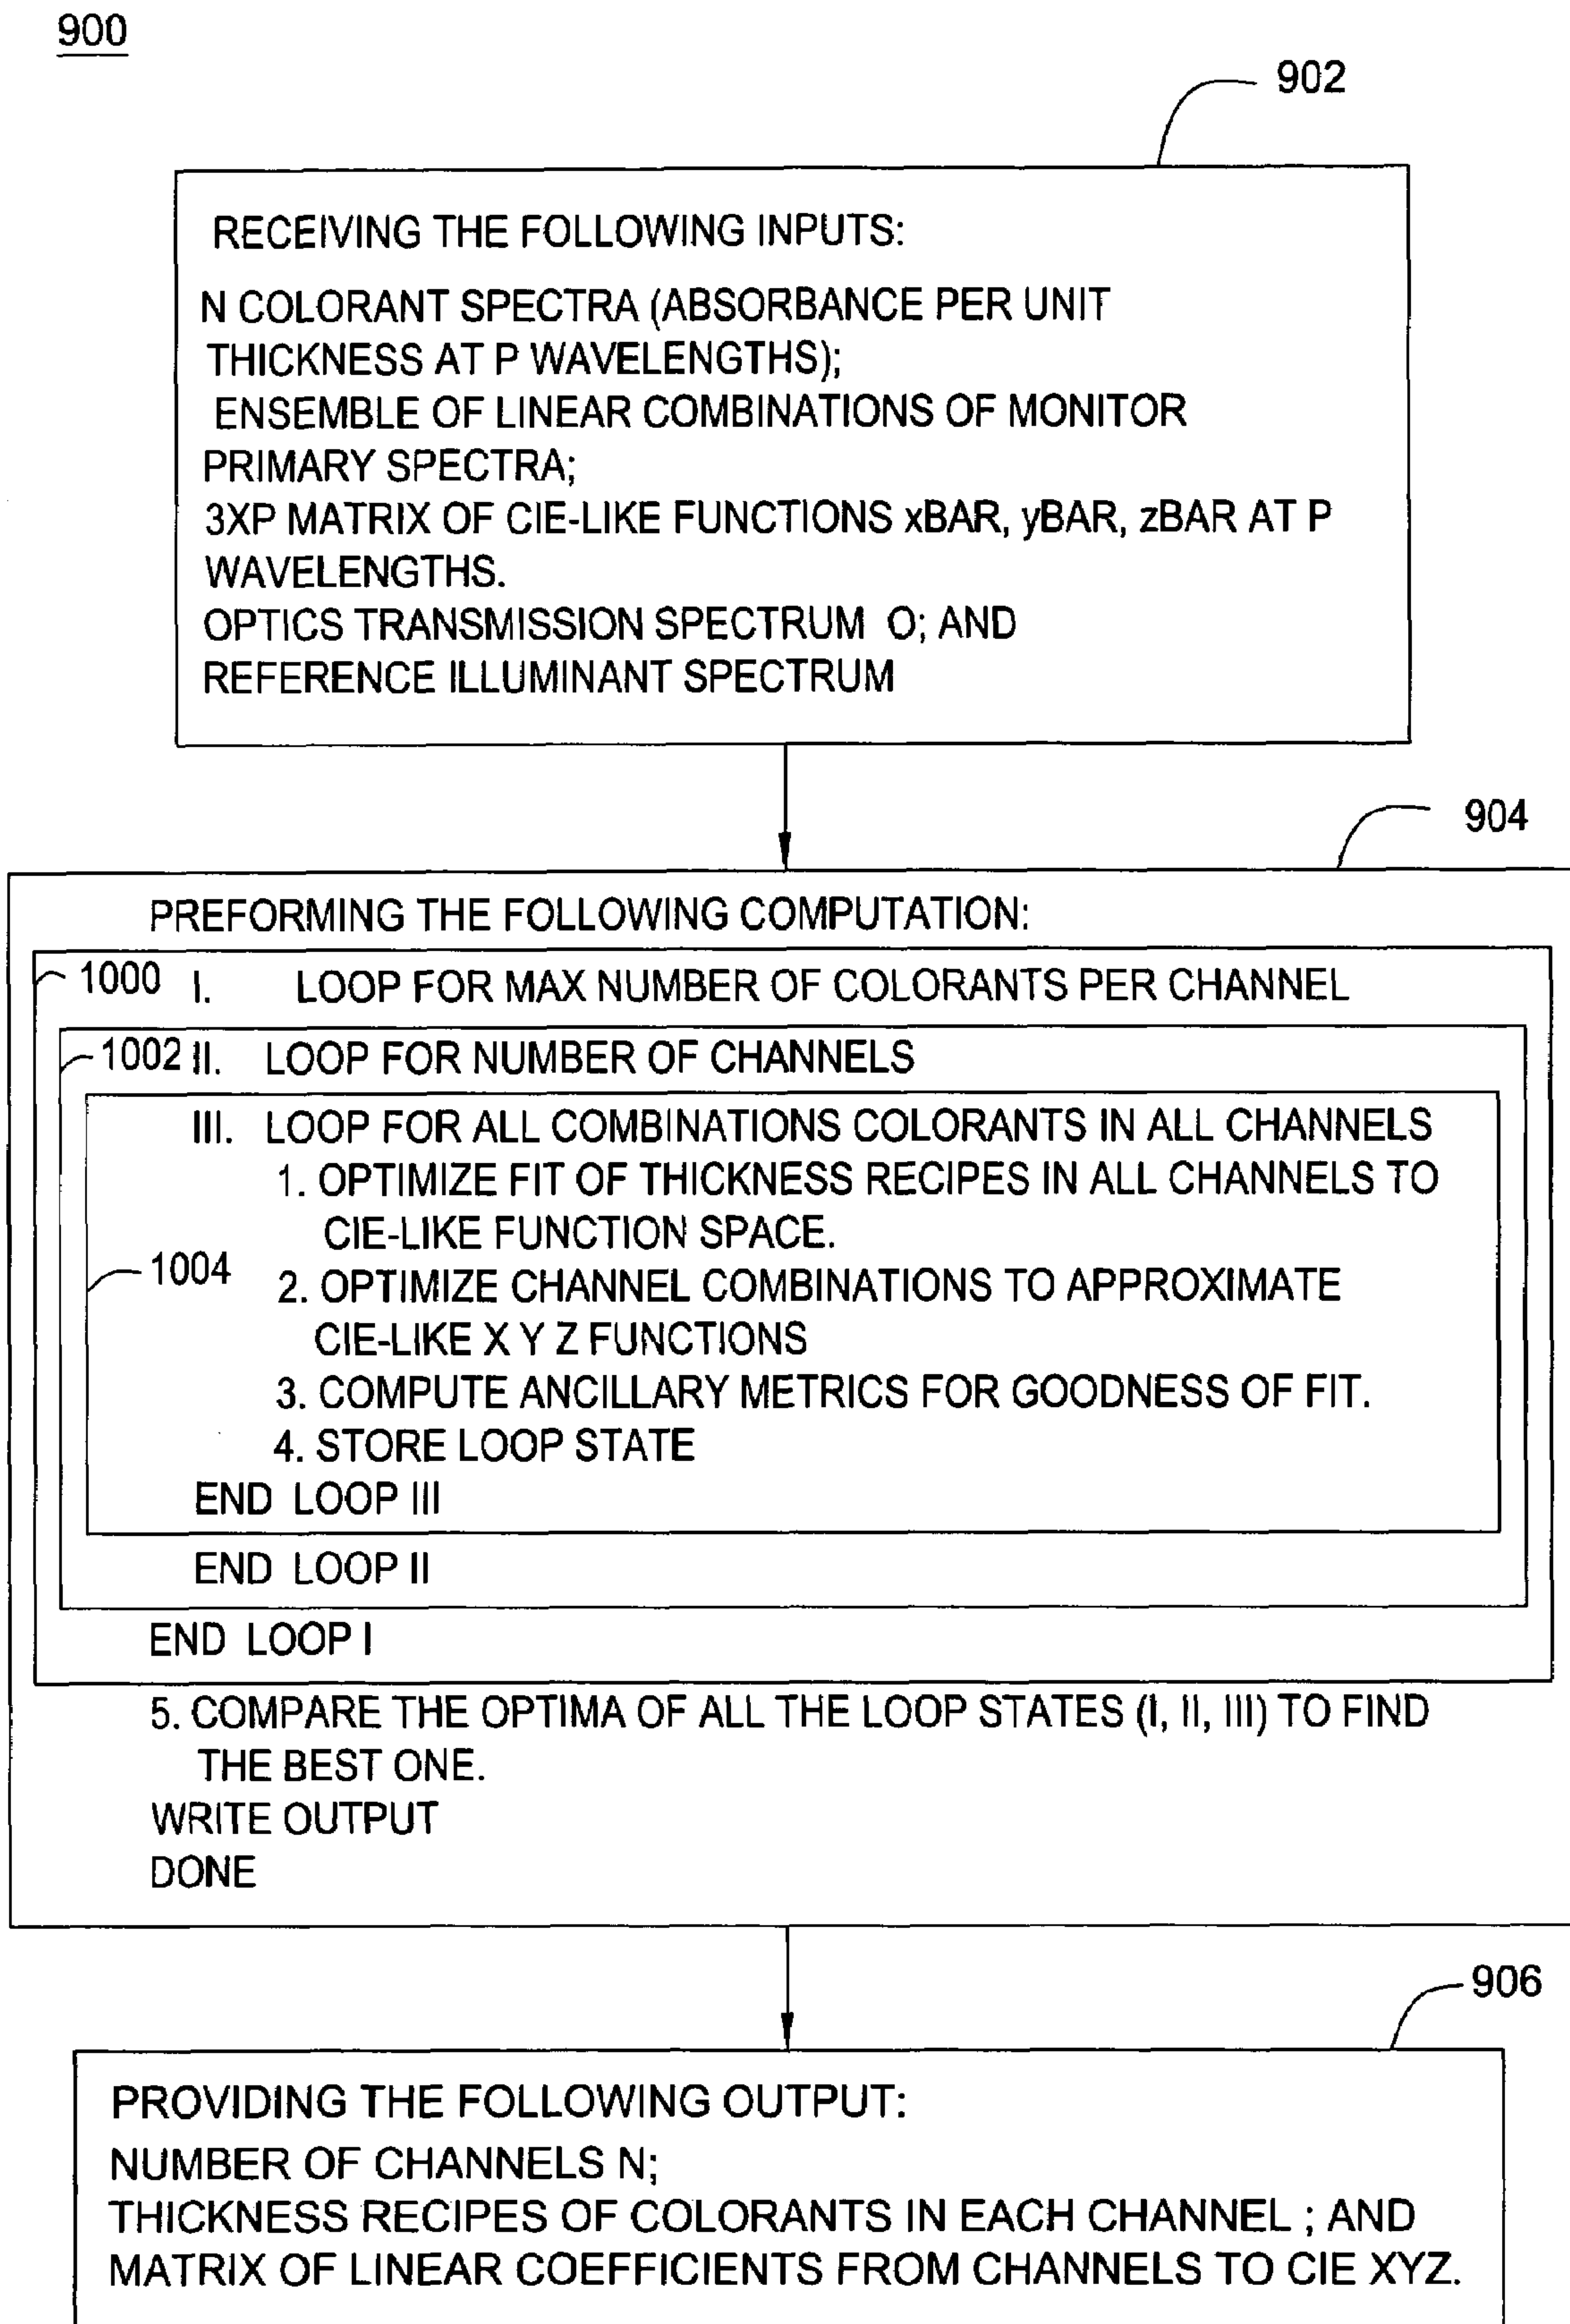 900
902
RECEIVING THE FOLLOWING INPUTS:
N COLORANT SPECTRA (ABSORBANCE PER UNIT
THICKNESS AT P WAVELENGTHS);
ENSEMBLE OF LINEAR COMBINATIONS OF MONITOR
PRIMARY SPECTRA;
3XP MATRIX OF CIE-LIKE FUNCTIONS xBAR, yBAR, zBAR AT P
WAVELENGTHS.
OPTICS TRANSMISSION SPECTRUM O; AND
REFERENCE ILLUMINANT SPECTRUM
904
PREFORMING THE FOLLOWING COMPUTATION:
1000 I. LOOP FOR MAX NUMBER OF COLORANTS PER CHANNEL
1002 II. LOOP FOR NUMBER OF CHANNELS
III. LOOP FOR ALL COMBINATIONS COLORANTS IN ALL CHANNELS
1. OPTIMIZE FIT OF THICKNESS RECIPES IN ALL CHANNELS TO
CIE-LIKE FUNCTION SPACE.
1004
2. OPTIMIZE CHANNEL COMBINATIONS TO APPROXIMATE
CIE-LIKE X Y Z FUNCTIONS
3. COMPUTE ANCILLARY METRICS FOR GOODNESS OF FIT.
4. STORE LOOP STATE
END LOOP III
END LOOP II
END LOOP I
5. COMPARE THE OPTIMA OF ALL THE LOOP STATES (I, II, III) TO FIND
THE BEST ONE.
WRITE OUTPUT
DONE
906
PROVIDING THE FOLLOWING OUTPUT:
NUMBER OF CHANNELS N;
THICKNESS RECIPES OF COLORANTS IN EACH CHANNEL ; AND
MATRIX OF LINEAR COEFFICIENTS FROM CHANNELS TO CIE XYZ.